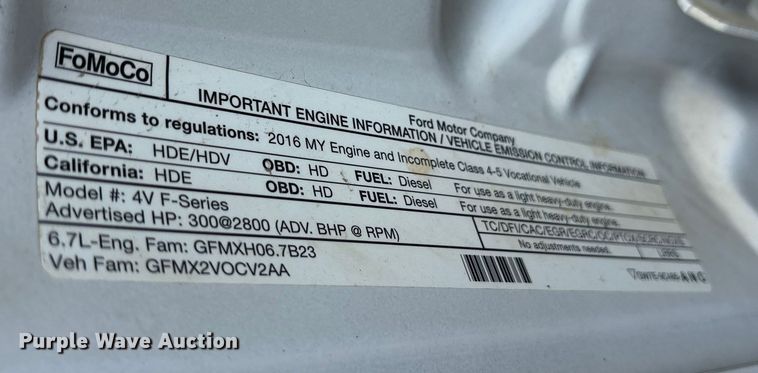 FoMoCo
Ford Motor Company
IMPORTANT ENGINE INFORMATION / VEHICLE EMISSION CONTROL INFORMATION
Conforms to regulations: 2016 MY Engine and Incomplete Class 4-5 Vocational Vehicle
U.S. EPA: HDE/HDV OBD: HD FUEL: Diesel For use as a light heavy-duty engine.
California: HDE OBD: HD FUEL: Diesel For use as a light heavy-duty engine.
Model #: 4V F-Series
Advertised HP: 300@2800 (ADV. BHP @ RPM)
No adjustments needed.
6.7L-Eng. Fam: GFMXH06.7B23
Veh Fam: GFMX2VOCV2AA
Purple Wave Auction